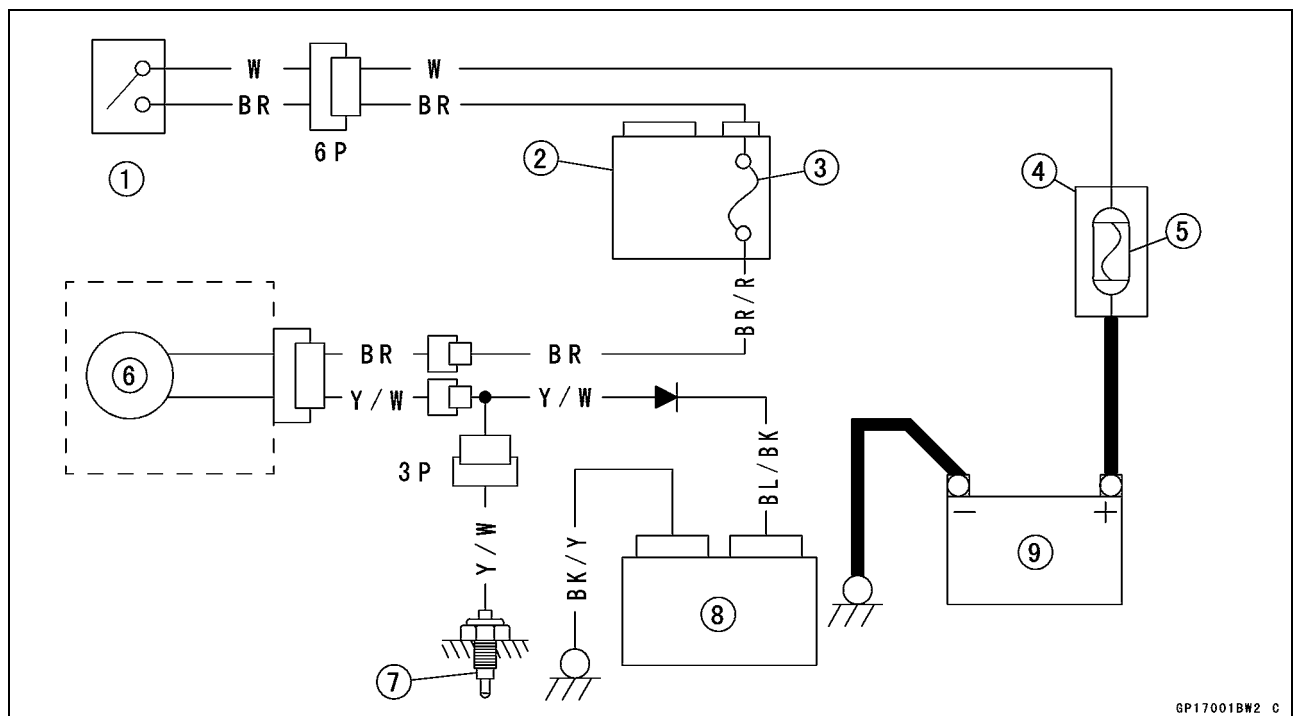 W W
BR BR
6P
1
2
3
4
5
BR/R
6
BR BR
Y/W Y/W
3P
BL/BK
Y/W
BK/Y
− +
9
8
7
GP17001BW2 C